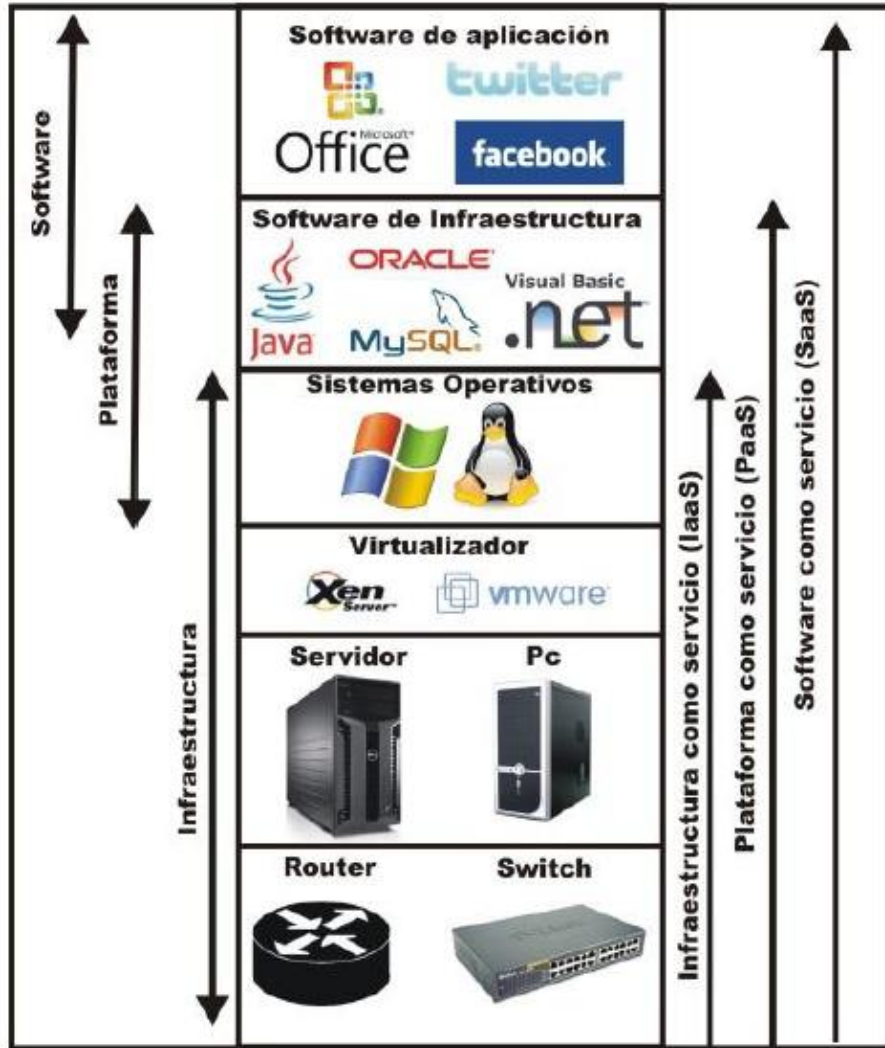 Software de aplicación
twitter
Microsoft
Office
facebook
Software de Infraestructura
Java
ORACLE
MySQL
Visual Basic
.net
Sistemas Operativos
Virtualizador
Xen
Server
vmware
Servidor
Pc
Router
Switch
Software
Plataforma
Infraestructura
Infraestructura como servicio (IaaS)
Plataforma como servicio (PaaS)
Software como servicio (SaaS)